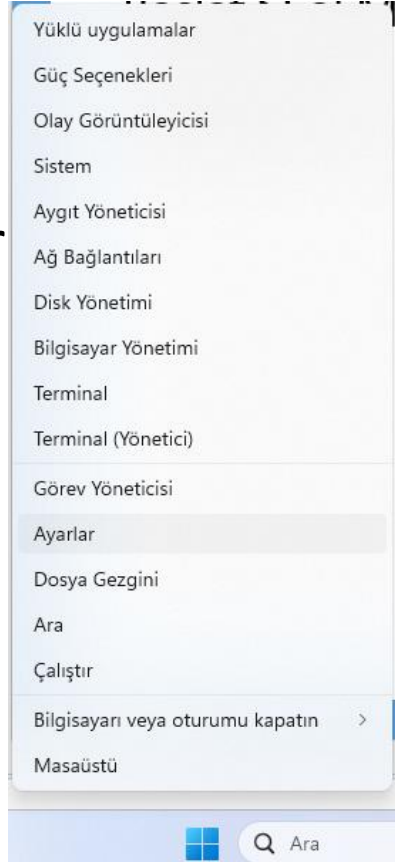 Yüklü uygulamalar
Güç Seçenekleri
Olay Görüntüleyicisi
Sistem
Aygıt Yöneticisi
Ağ Bağlantıları
Disk Yönetimi
Bilgisayar Yönetimi
Terminal
Terminal (Yönetici)
Görev Yöneticisi
Ayarlar
Dosya Gezgini
Ara
Çalıştır
Bilgisayarı veya oturumu kapatın
Masaüstü
Ara